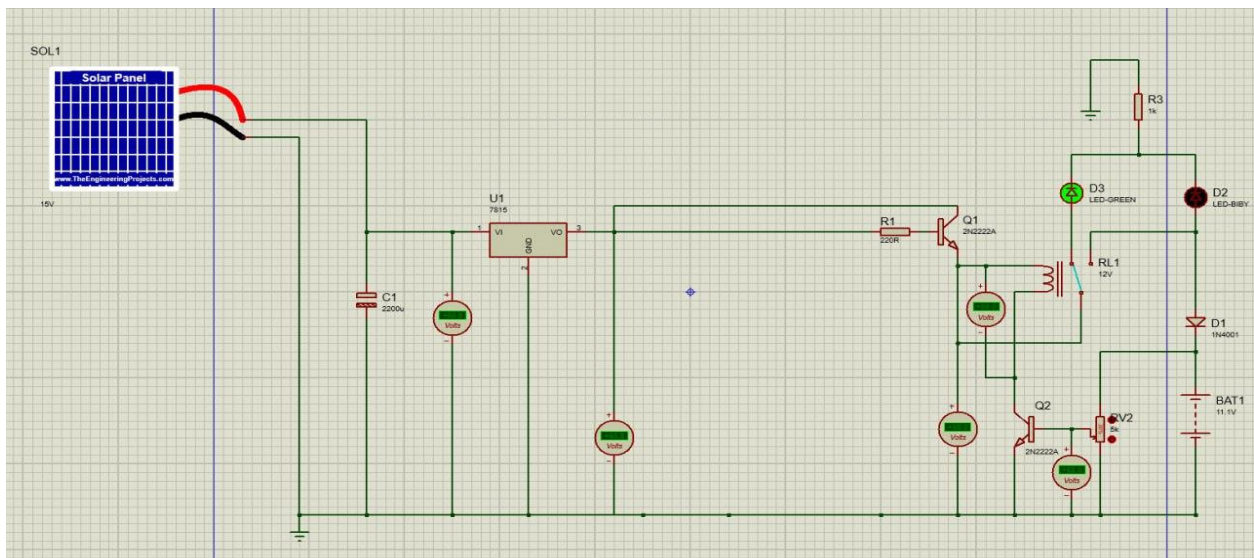 SOL1
Solar Panel
www.TheEngineeringProjects.com
15V
U1
7815
1
VI
VO
3
GND
2
C1
2200u
Volts
Volts
R1
220R
Q1
2N2222A
Volts
RL1
12V
R3
1k
D3
LED-GREEN
D2
LED-BIBY
D1
1N4001
BAT1
11.1V
Q2
2N2222A
RV2
5k
Volts
Volts